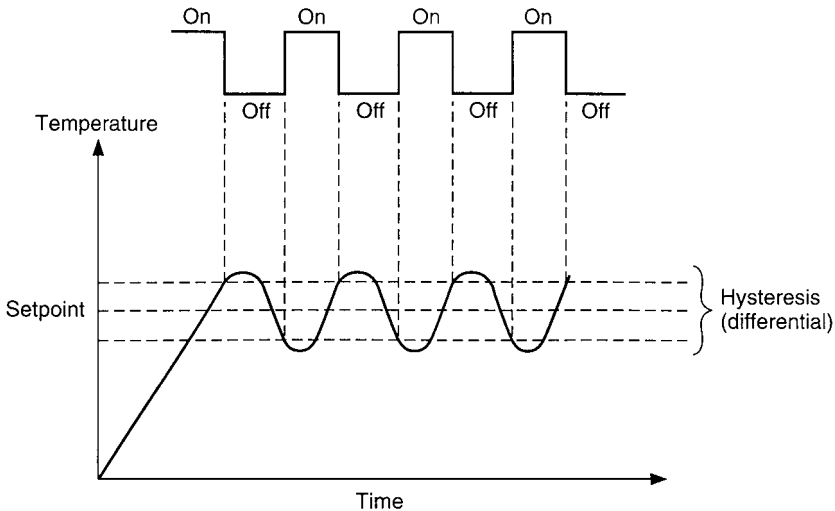 On
On
On
On
Off
Off
Off
Off
Temperature
Setpoint
Hysteresis
(differential)
Time